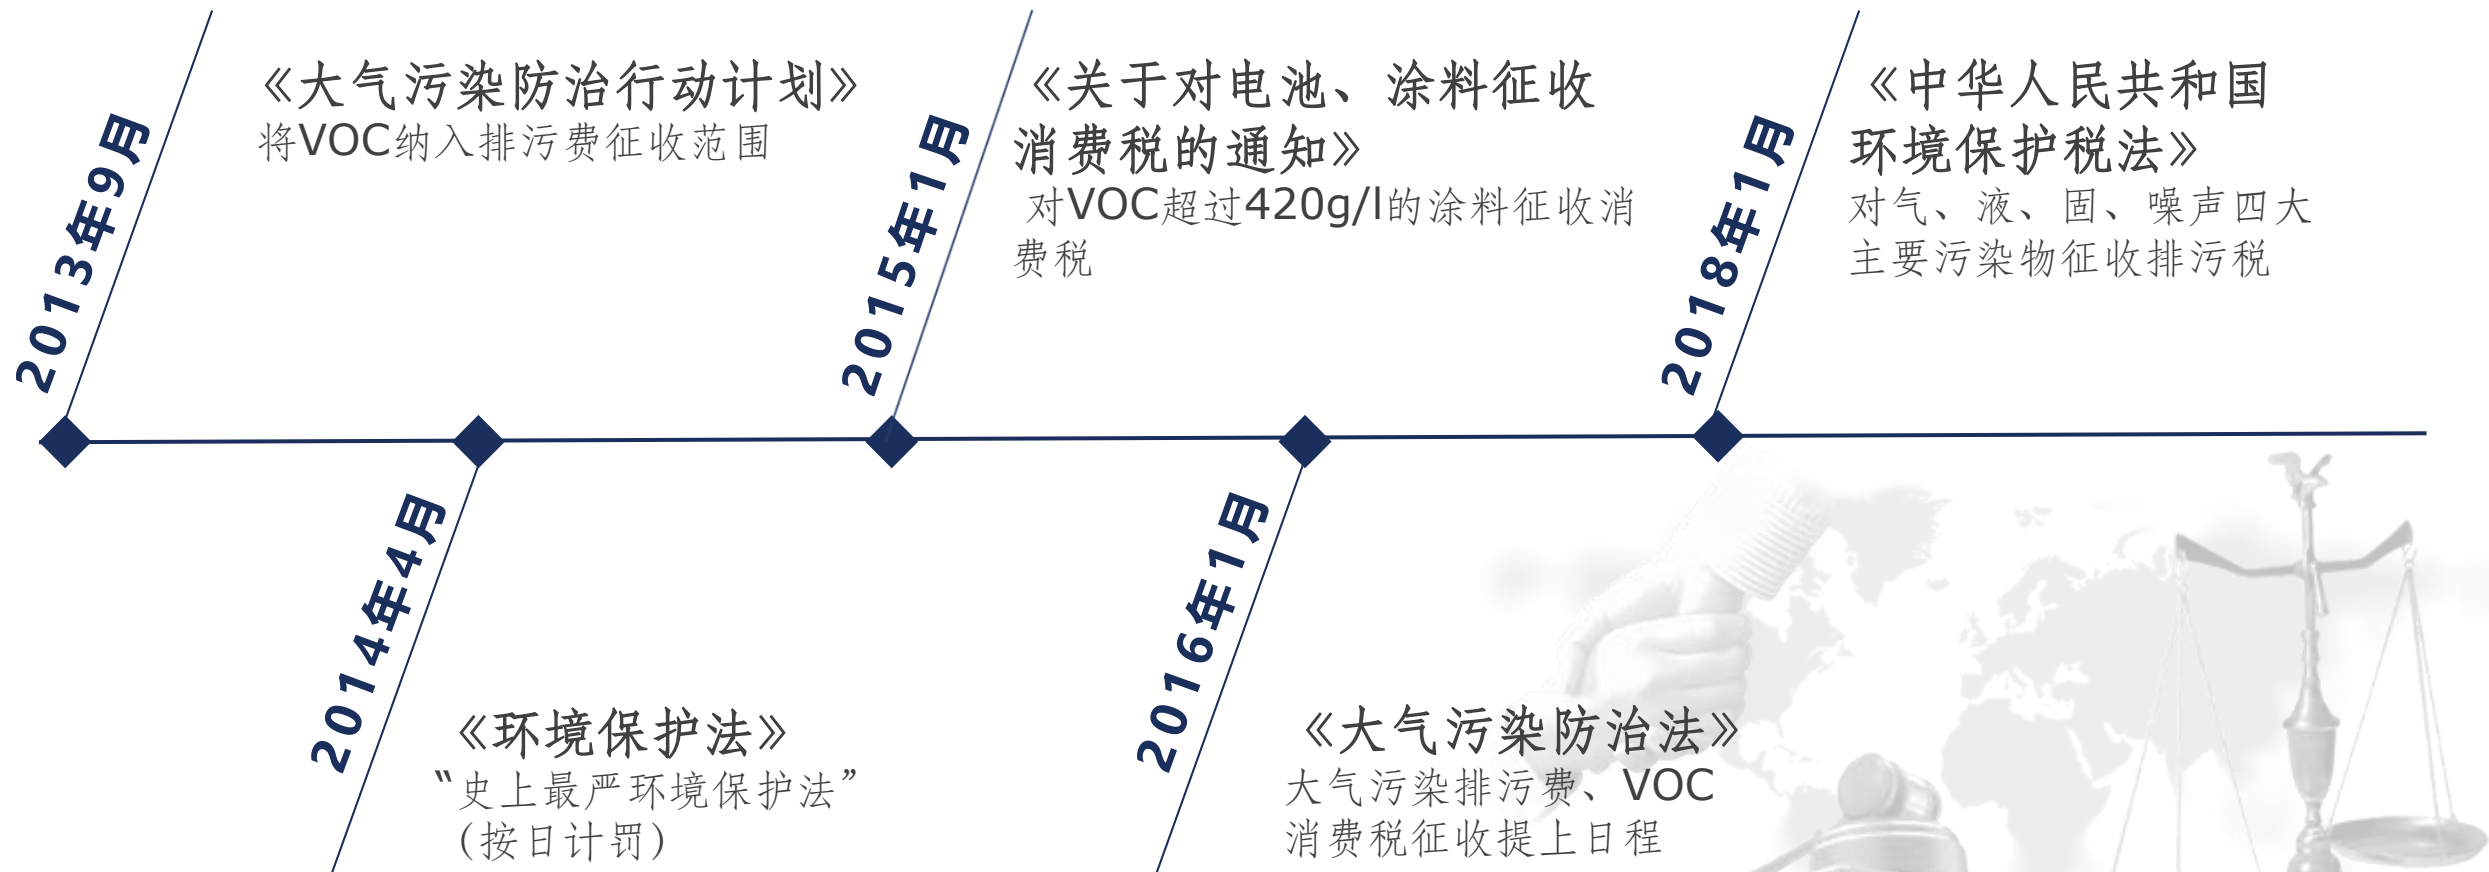 2013年9月
《大气污染防治行动计划》
将VOC纳入排污费征收范围
2014年4月
《环境保护法》
“史上最严环境保护法”
（按日计罚）
2015年1月
《关于对电池、涂料征收
消费税的通知》
对VOC超过420g/l的涂料征收消
费税
2016年1月
《大气污染防治法》
大气污染排污费、VOC
消费税征收提上日程
2018年1月
《中华人民共和国
环境保护税法》
对气、液、固、噪声四大
主要污染物征收排污税